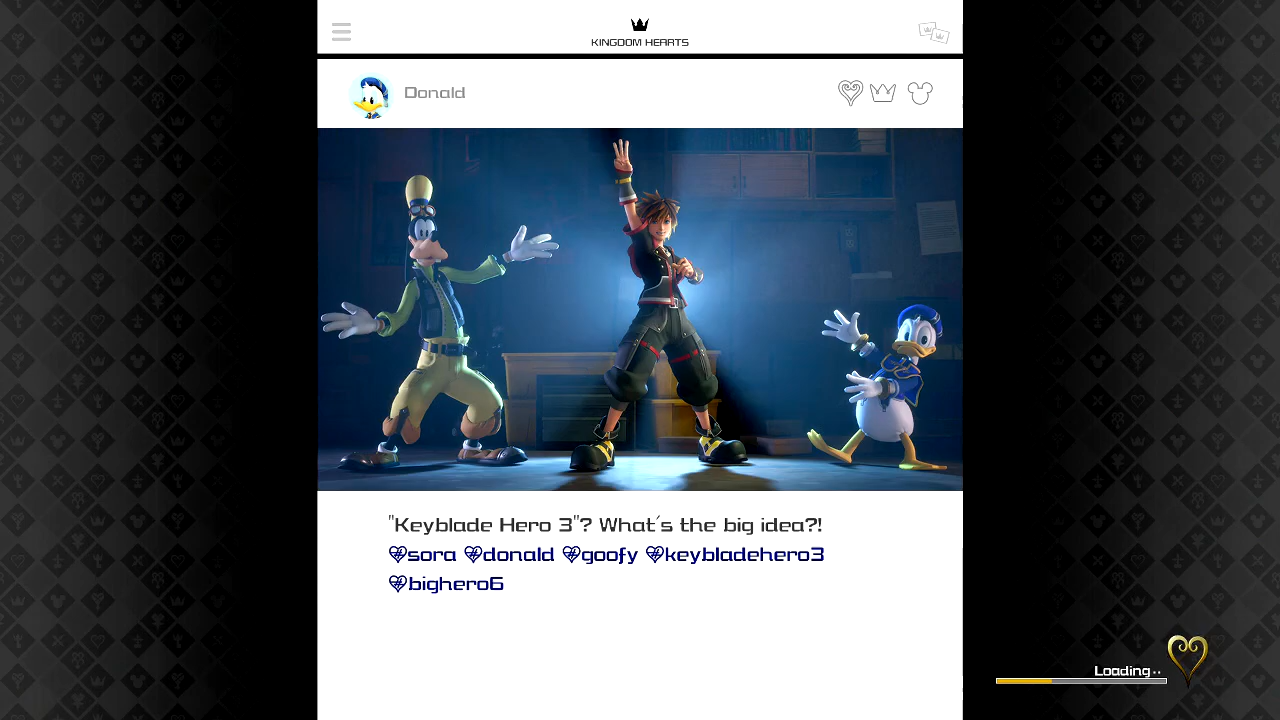 KINGDOM HEARTS
Donald
"Keyblade Hero 3"? What's the big idea?!
#sora #donald #goofy #keybladehero3
#bighero6
Loading..